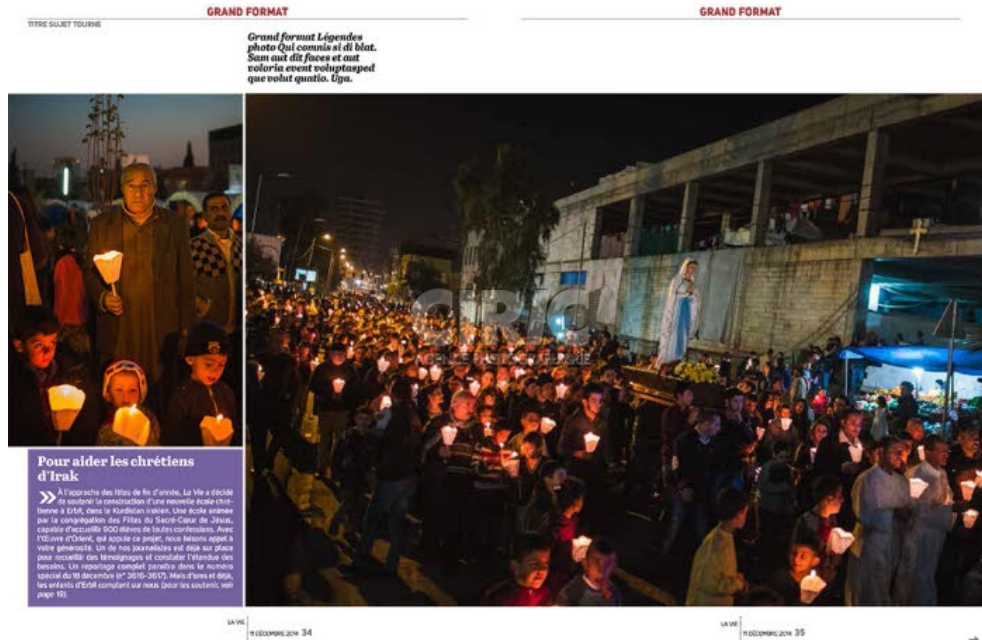 GRAND FORMAT
GRAND FORMAT
TITRE SUJET TOURNE
Grand format Légendes
photo Qui comnis si di blat.
Sam aut dit faces et aut
voloria event voluptasped
que volut quatio. Uga.
CIRIC
AGENCE PHOTOGRAPHIQUE
Pour aider les chrétiens
d'Irak
À l'approche des fêtes de fin d'année, La Vie a décidé
de soutenir la construction d'une nouvelle école chré-
tienne à Erbil, dans le Kurdistan irakien. Une école animée
par la congrégation des Filles du Sacré-Cœur de Jésus,
capable d'accueillir 900 élèves de toutes confessions. Avec
l'Œuvre d'Orient, qui appuie ce projet, nous faisons appel à
votre générosité. Un de nos journalistes est déjà sur place
pour recueillir des témoignages et constater l'étendue des
besoins. Un reportage complet paraîtra dans le numéro
spécial du 18 décembre (n° 3616-3617). Mais d'ores et déjà,
les enfants d'Erbil comptent sur nous (pour les soutenir, voir
page 18).
LA VIE
11 DÉCEMBRE 2014 34
LA VIE
11 DÉCEMBRE 2014 35